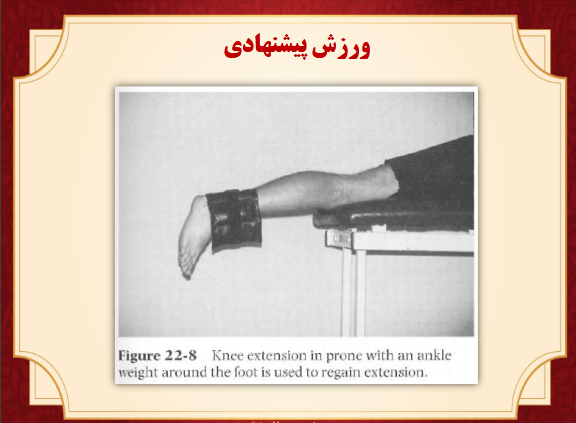 ورزش پیشنهادی
Figure 22-8 Knee extension in prone with an ankle
weight around the foot is used to regain extension.